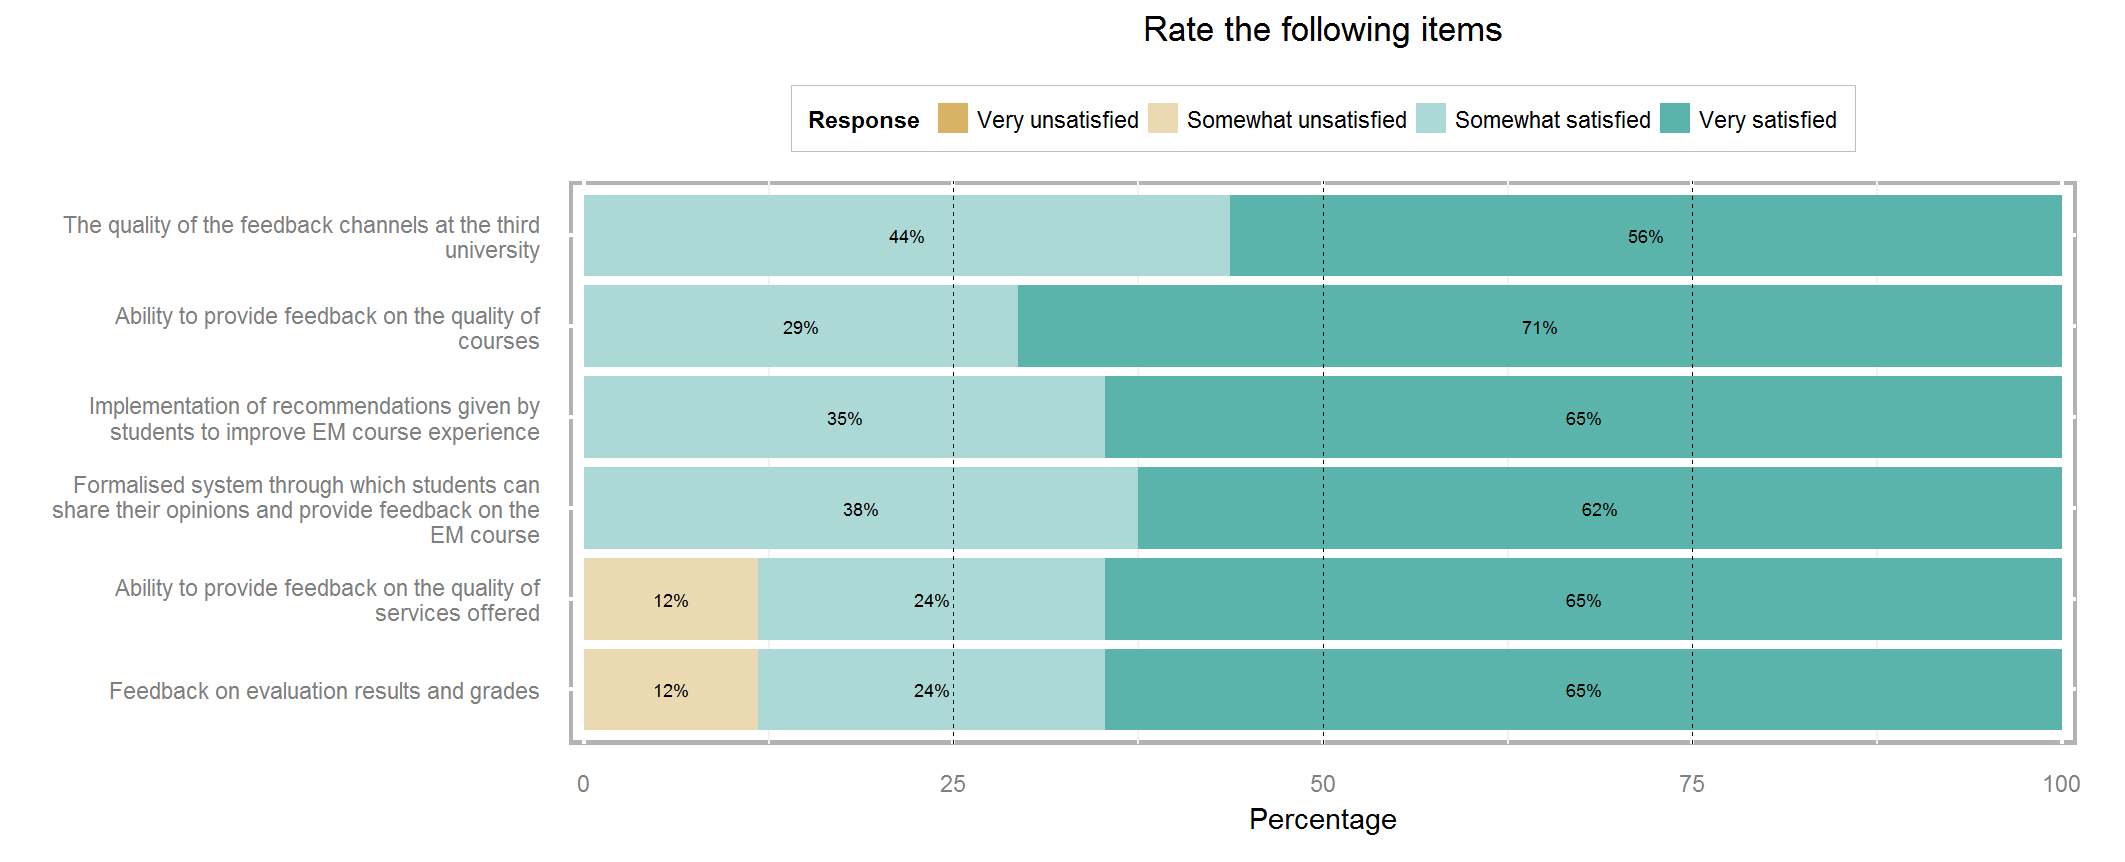 Rate the following items
Response Very unsatisfied Somewhat unsatisfied Somewhat satisfied Very satisfied
The quality of the feedback channels at the third
university
44% 56%
Ability to provide feedback on the quality of
courses
29% 71%
Implementation of recommendations given by
students to improve EM course experience
35% 65%
Formalised system through which students can
share their opinions and provide feedback on the
EM course
38% 62%
Ability to provide feedback on the quality of
services offered
12% 24% 65%
Feedback on evaluation results and grades
12% 24% 65%
0 25 50 75 100
Percentage